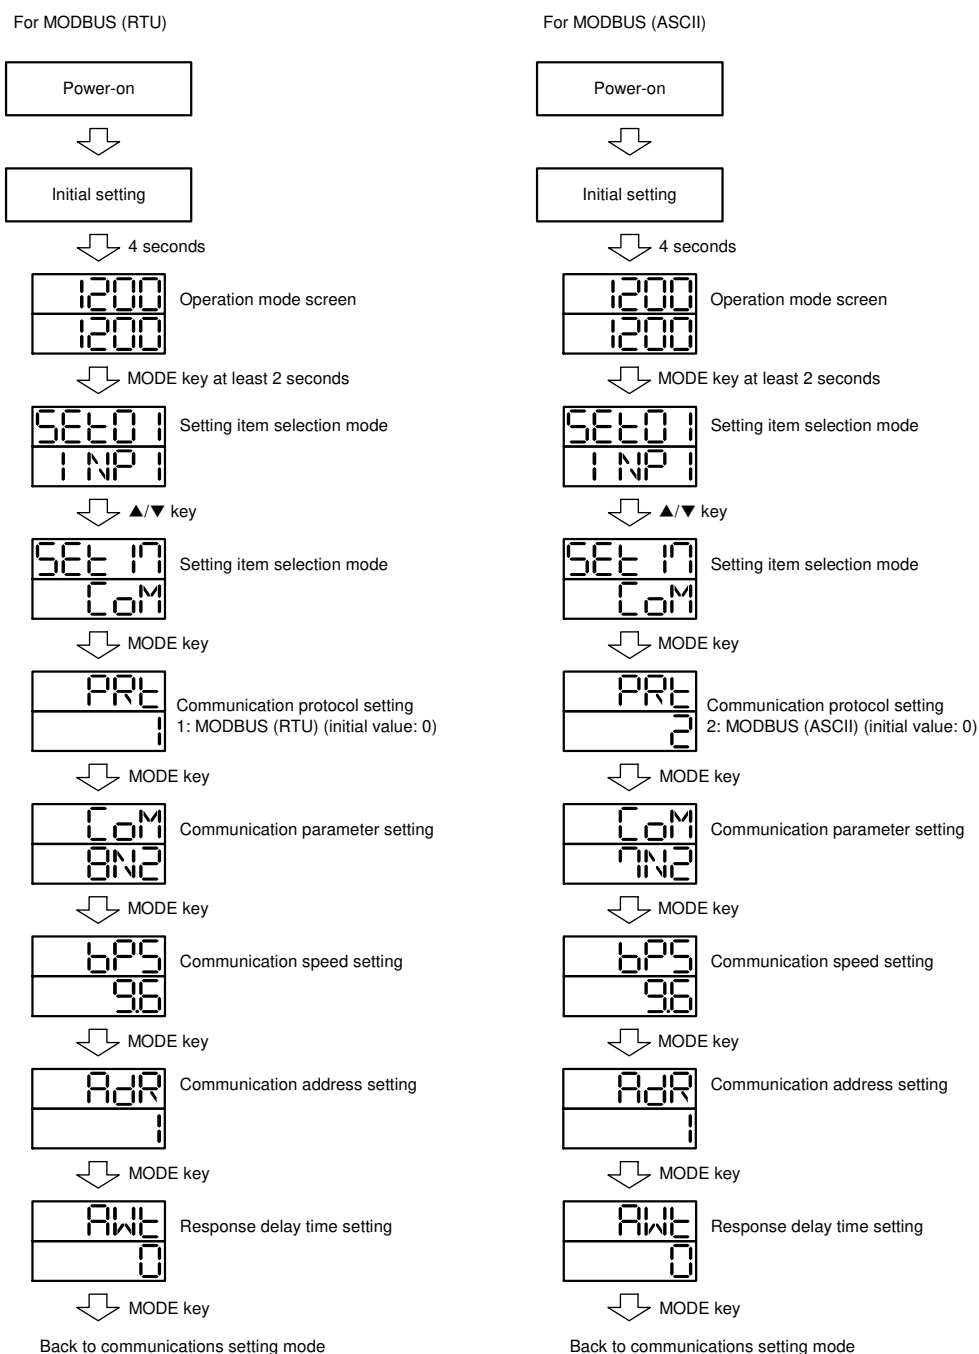 For MODBUS (RTU)
Power-on
Initial setting
4 seconds
1200
1200
Operation mode screen
MODE key at least 2 seconds
SEt01
INP1
Setting item selection mode
▲/▼ key
SEt17
CoM
Setting item selection mode
MODE key
PRt
1
Communication protocol setting
1: MODBUS (RTU) (initial value: 0)
MODE key
CoM
8N2
Communication parameter setting
MODE key
bPS
9.6
Communication speed setting
MODE key
AdR
1
Communication address setting
MODE key
AWt
0
Response delay time setting
MODE key
Back to communications setting mode
For MODBUS (ASCII)
Power-on
Initial setting
4 seconds
1200
1200
Operation mode screen
MODE key at least 2 seconds
SEt01
INP1
Setting item selection mode
▲/▼ key
SEt17
CoM
Setting item selection mode
MODE key
PRt
2
Communication protocol setting
2: MODBUS (ASCII) (initial value: 0)
MODE key
CoM
7N2
Communication parameter setting
MODE key
bPS
9.6
Communication speed setting
MODE key
AdR
1
Communication address setting
MODE key
AWt
0
Response delay time setting
MODE key
Back to communications setting mode